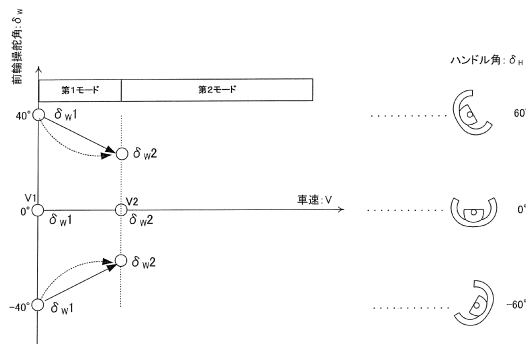 前輪操舵角:δW
ハンドル角:δH
第1モード 第2モード
40° δW1 60°
δW2
V1 V2 車速:V
0° δW1 δW2 0°
δW2
-40° δW1 -60°